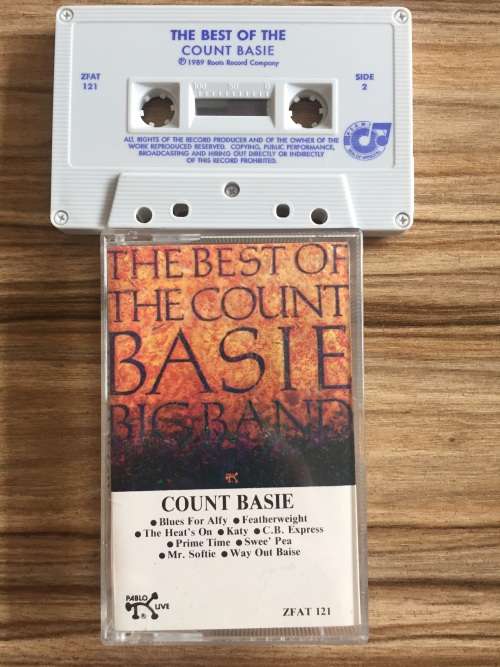 THE BEST OF THE
COUNT BASIE
℗ 1989 Roots Record Company
ZFAT
121
100 50 0
SIDE
2
ALL RIGHTS OF THE RECORD PRODUCER AND OF THE OWNER OF THE
WORK REPRODUCED RESERVED. COPYING, PUBLIC PERFORMANCE,
BROADCASTING AND HIRING OUT DIRECTLY OR INDIRECTLY
OF THIS RECORD PROHIBITED.
THE BEST OF
THE COUNT
BASIE
BIG BAND
COUNT BASIE
● Blues For Alfy ● Featherweight
● The Heat's On ● Katy ● C.B. Express
● Prime Time ● Swee' Pea
● Mr. Softie ● Way Out Baise
PABLO
LIVE
ZFAT 121